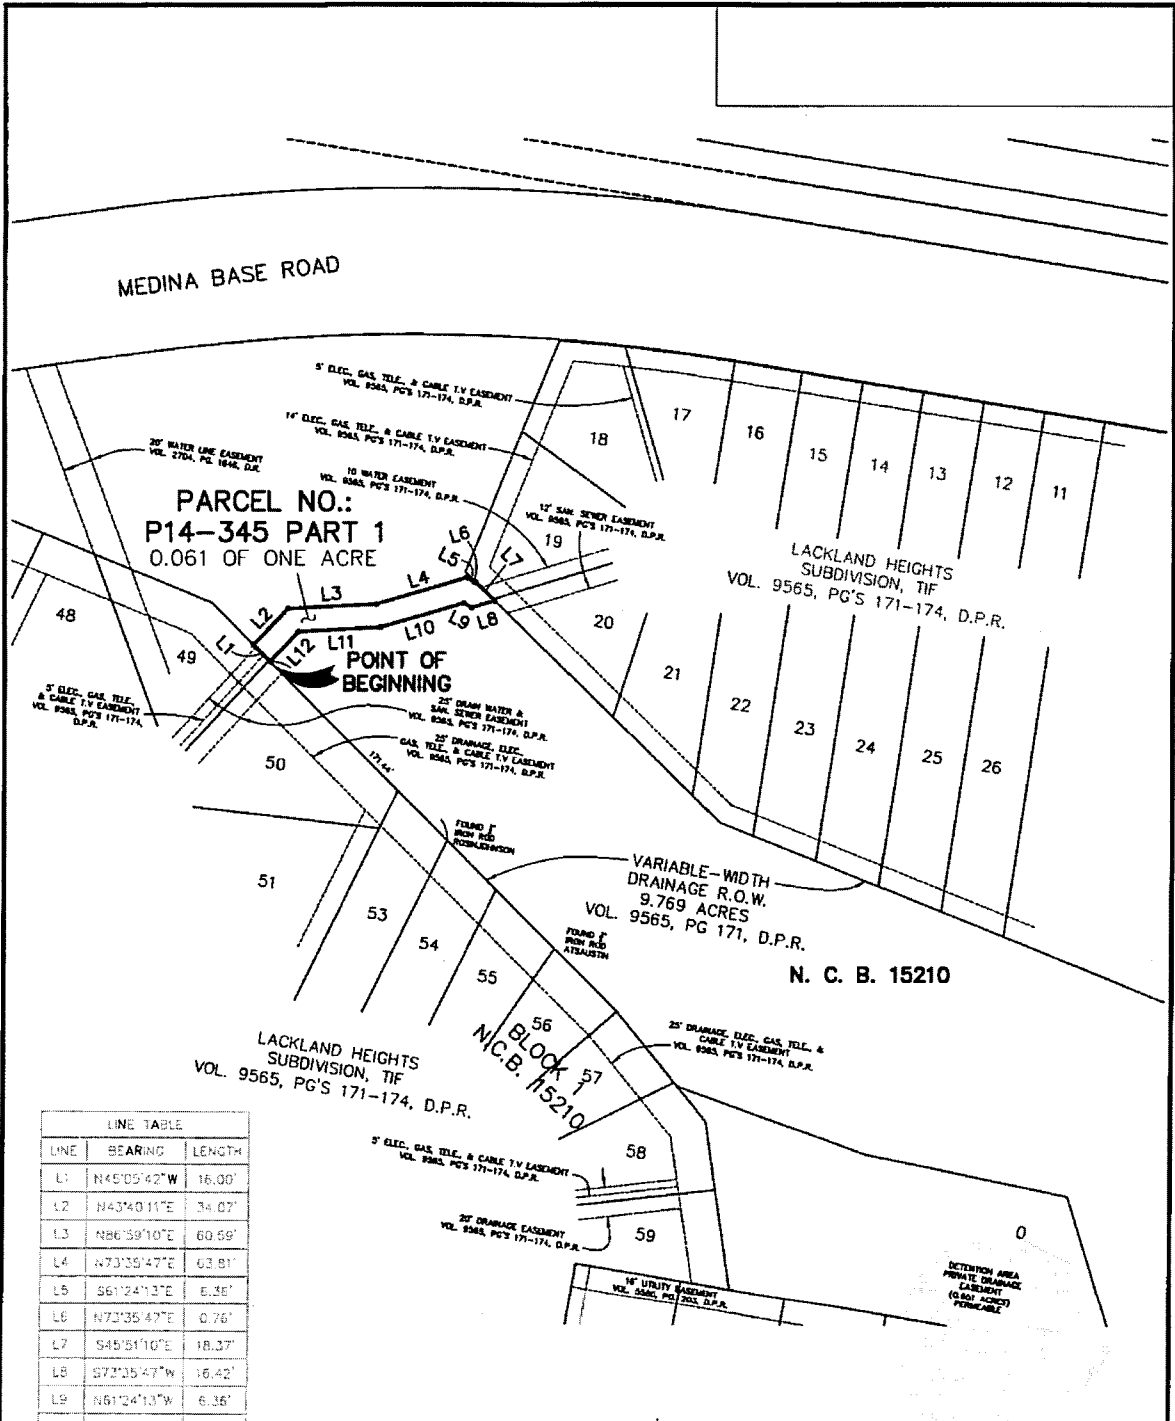 MEDINA BASE ROAD
5' ELEC., GAS, TELE., & CABLE T.V EASEMENT
VOL. 9565, PG'S 171-174, D.P.R.
14' ELEC., GAS, TELE., & CABLE T.V EASEMENT
VOL. 9565, PG'S 171-174, D.P.R.
20' WATER LINE EASEMENT
VOL. 2704, PG. 1646, D.R.
10 WATER EASEMENT
VOL. 9565, PG'S 171-174, D.P.R.
12' SAN. SEWER EASEMENT
VOL. 9565, PG'S 171-174, D.P.R.
PARCEL NO.:
P14-345 PART 1
0.061 OF ONE ACRE
17
18
16
15
14
13
12
11
19
LACKLAND HEIGHTS
SUBDIVISION, TIF
VOL. 9565, PG'S 171-174, D.P.R.
L6
L5
L7
L4
L3
L2
L1
L12
L11
L10
L9
L8
48
49
20
21
22
23
24
25
26
POINT OF
BEGINNING
5' ELEC., GAS, TELE.,
& CABLE T.V EASEMENT
VOL. 9565, PG'S 171-174,
D.P.R.
25' DRAIN WATER &
SAN. SEWER EASEMENT
VOL. 9565, PG'S 171-174, D.P.R.
25' DRAINAGE, ELEC.,
GAS, TELE., & CABLE T.V EASEMENT
VOL. 9565, PG'S 171-174, D.P.R.
50
171.44'
IRON ROD
51
53
54
55
56
57
58
59
VARIABLE-WIDTH
DRAINAGE R.O.W.
9.769 ACRES
VOL. 9565, PG 171, D.P.R.
IRON ROD
N. C. B. 15210
BLOCK 1
N.C.B. 15210
25' DRAINAGE, ELEC., GAS, TELE., &
CABLE T.V EASEMENT
VOL. 9565, PG'S 171-174, D.P.R.
LACKLAND HEIGHTS
SUBDIVISION, TIF
VOL. 9565, PG'S 171-174, D.P.R.
5' ELEC., GAS, TELE., & CABLE T.V EASEMENT
VOL. 9565, PG'S 171-174, D.P.R.
20' DRAINAGE EASEMENT
VOL. 9565, PG'S 171-174, D.P.R.
16' UTILITY EASEMENT
D.P.R.
0
DETENTION AREA
PRIVATE DRAINAGE
EASEMENT
PERMEABLE
LINE TABLE
LINE BEARING LENGTH
L1 N45°05'42"W 16.00'
L2 N43°40'11"E 34.07'
L3 N86°59'10"E 60.59'
L4 N73°35'47"E 63.81'
L5 S61°24'13"E 6.36'
L6 N73°35'47"E 0.76'
L7 S45°51'10"E 18.37'
L8 S73°35'47"W 16.42'
L9 N61°24'13"W 6.36'